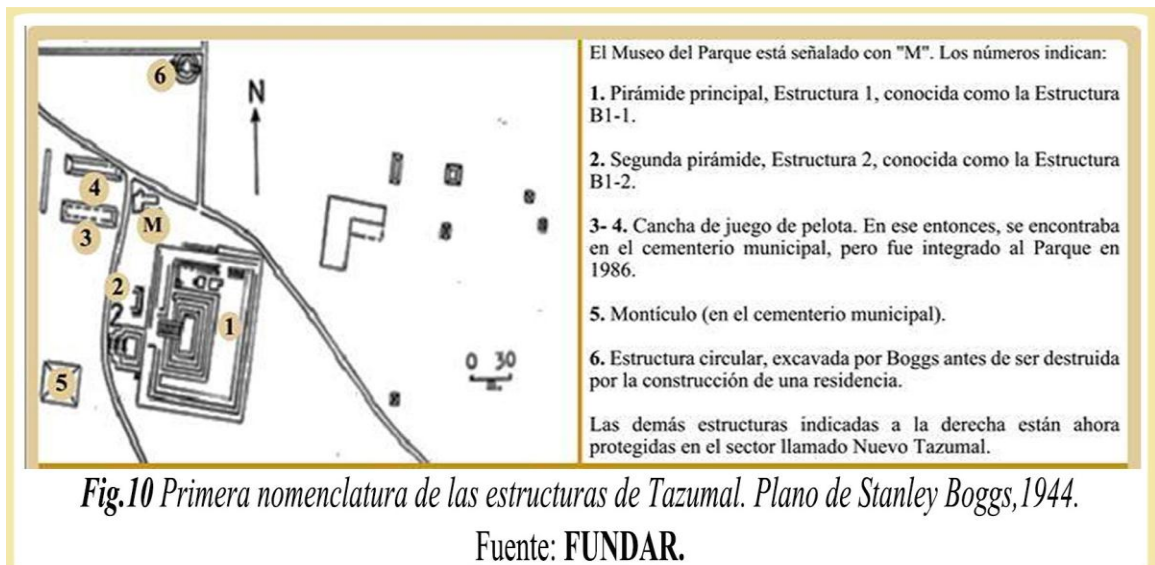 6
N
4
M
3
2
1
2
5
0 30
m.
El Museo del Parque está señalado con "M". Los números indican:
1. Pirámide principal, Estructura 1, conocida como la Estructura
B1-1.
2. Segunda pirámide, Estructura 2, conocida como la Estructura
B1-2.
3- 4. Cancha de juego de pelota. En ese entonces, se encontraba
en el cementerio municipal, pero fue integrado al Parque en
1986.
5. Montículo (en el cementerio municipal).
6. Estructura circular, excavada por Boggs antes de ser destruida
por la construcción de una residencia.
Las demás estructuras indicadas a la derecha están ahora
protegidas en el sector llamado Nuevo Tazumal.
Fig.10 Primera nomenclatura de las estructuras de Tazumal. Plano de Stanley Boggs,1944.
Fuente: FUNDAR.